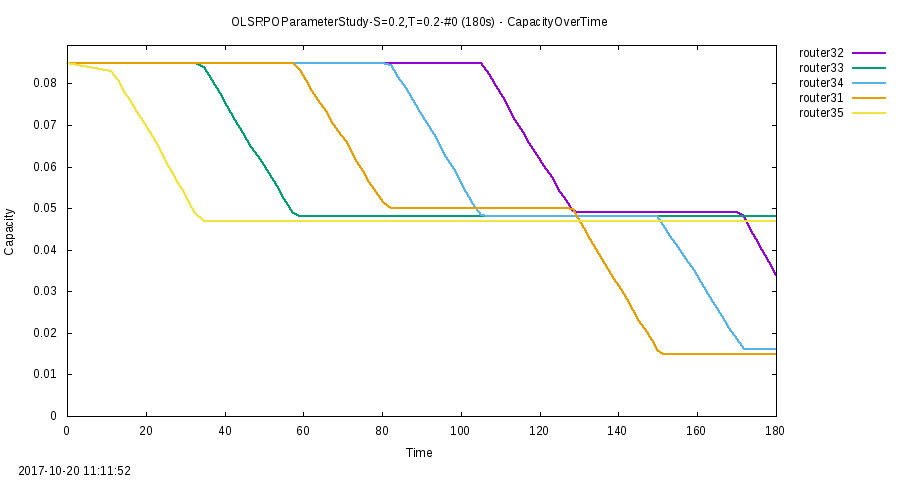 OLSRPOParameterStudy-S=0.2,T=0.2-#0 (180s) - CapacityOverTime
router32
router33
router34
router31
router35
0.08
0.07
0.06
0.05
0.04
0.03
0.02
0.01
0
Capacity
0 20 40 60 80 100 120 140 160 180
Time
2017-10-20 11:11:52